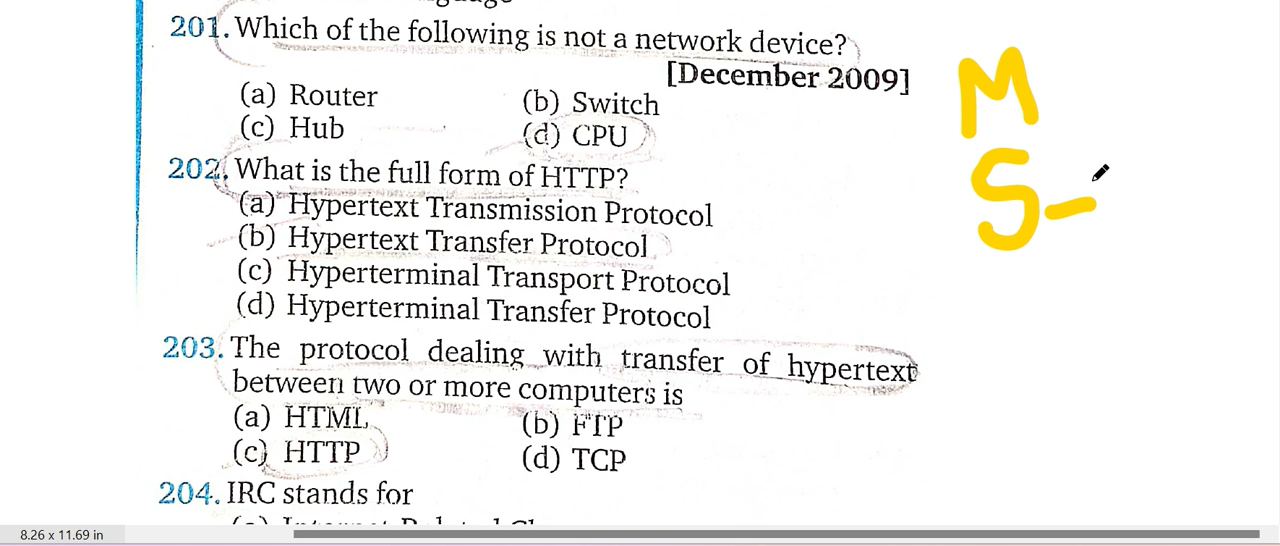 201. Which of the following is not a network device?
[December 2009]
(a) Router (b) Switch
(c) Hub (d) CPU
202. What is the full form of HTTP?
(a) Hypertext Transmission Protocol
(b) Hypertext Transfer Protocol
(c) Hyperterminal Transport Protocol
(d) Hyperterminal Transfer Protocol
203. The protocol dealing with transfer of hypertext
between two or more computers is
(a) HTML (b) FTP
(c) HTTP (d) TCP
204. IRC stands for
M
S-
8.26 x 11.69 in